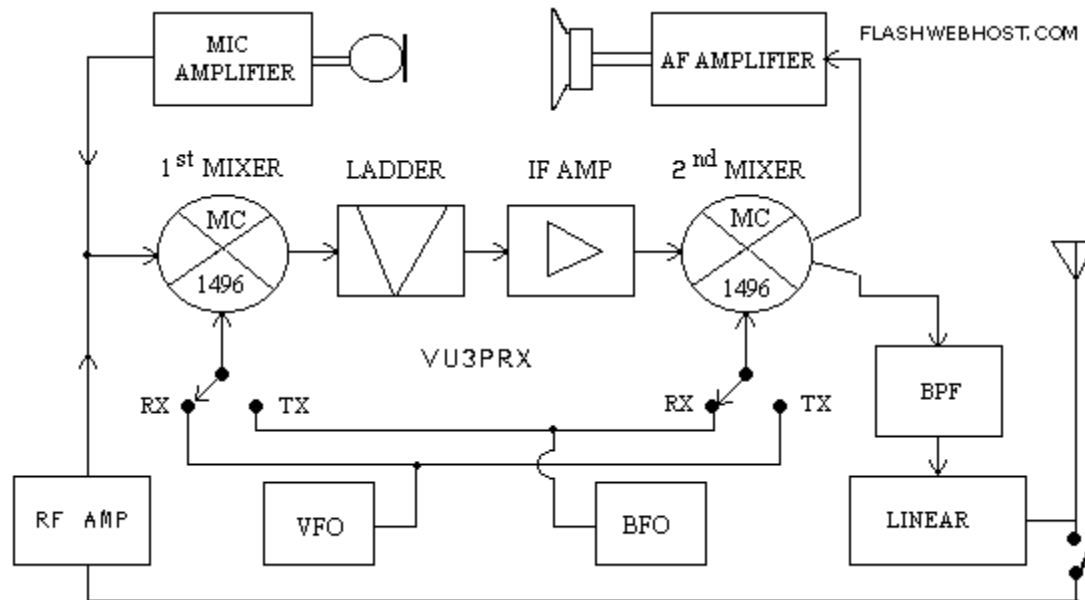 MIC
AMPLIFIER
AF AMPLIFIER
FLASHWEBHOST.COM
1st MIXER
LADDER
IF AMP
2nd MIXER
MC
1496
MC
1496
VU3PRX
RX
TX
RX
TX
BPF
RF AMP
VFO
BFO
LINEAR